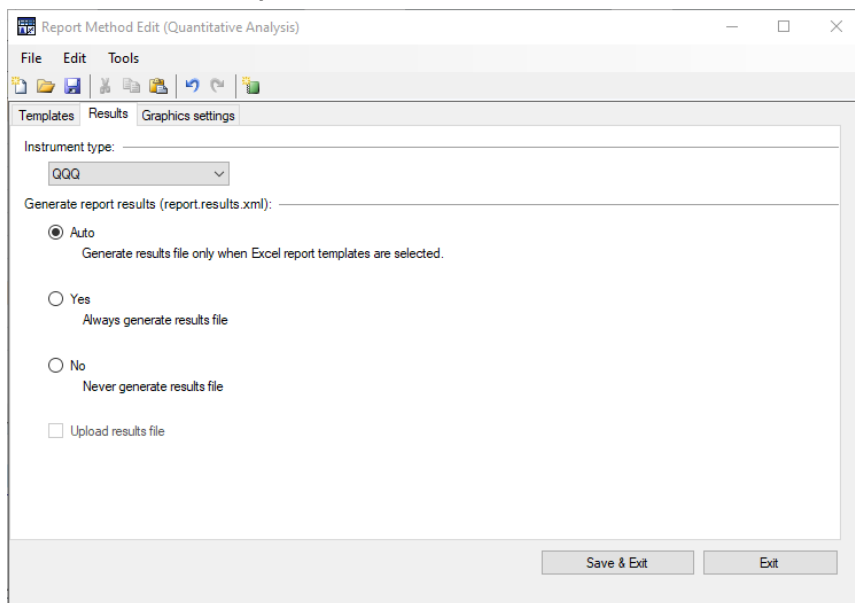 Report Method Edit (Quantitative Analysis)
File Edit Tools
Templates Results Graphics settings
Instrument type:
QQQ
Generate report results (report.results.xml):
Auto
Generate results file only when Excel report templates are selected.
Yes
Always generate results file
No
Never generate results file
Upload results file
Save & Exit Exit